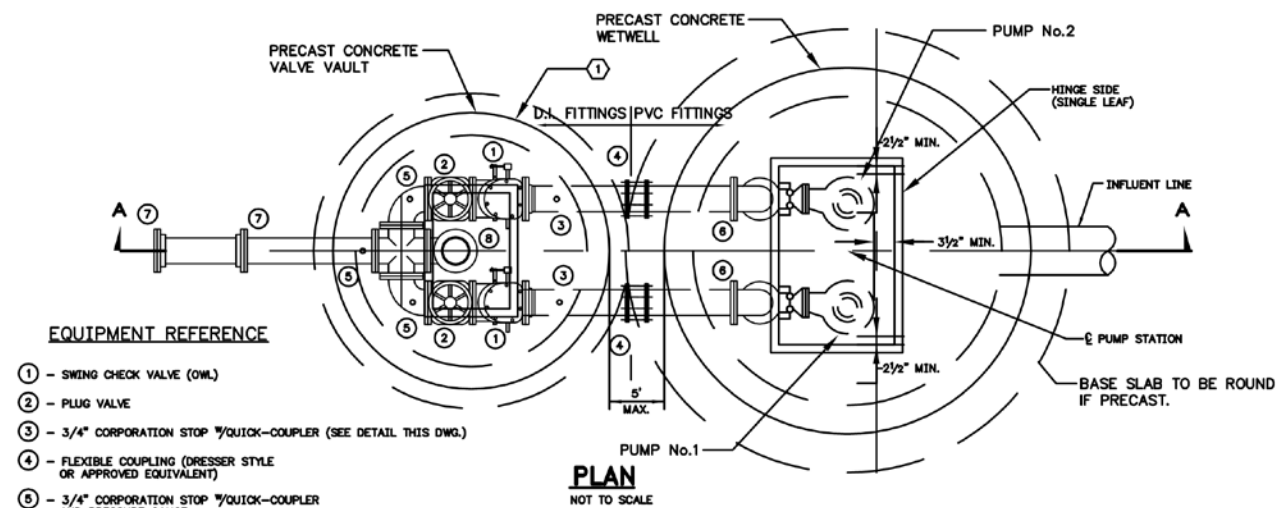 PRECAST CONCRETE
WETWELL
PUMP No.2
PRECAST CONCRETE
VALVE VAULT
1
HINGE SIDE
(SINGLE LEAF)
D.I. FITTINGS
PVC FITTINGS
2½" MIN.
1
2
4
5
INFLUENT LINE
A
7
7
A
3
8
6
3½" MIN.
5
3
6
5
2
1
4
℄ PUMP STATION
2½" MIN.
5'
MAX.
BASE SLAB TO BE ROUND
IF PRECAST.
PUMP No.1
EQUIPMENT REFERENCE
1 - SWING CHECK VALVE (OWL)
2 - PLUG VALVE
3 - 3/4" CORPORATION STOP W/QUICK-COUPLER (SEE DETAIL THIS DWG.)
4 - FLEXIBLE COUPLING (DRESSER STYLE
OR APPROVED EQUIVALENT)
5 - 3/4" CORPORATION STOP W/QUICK-COUPLER
PLAN
NOT TO SCALE